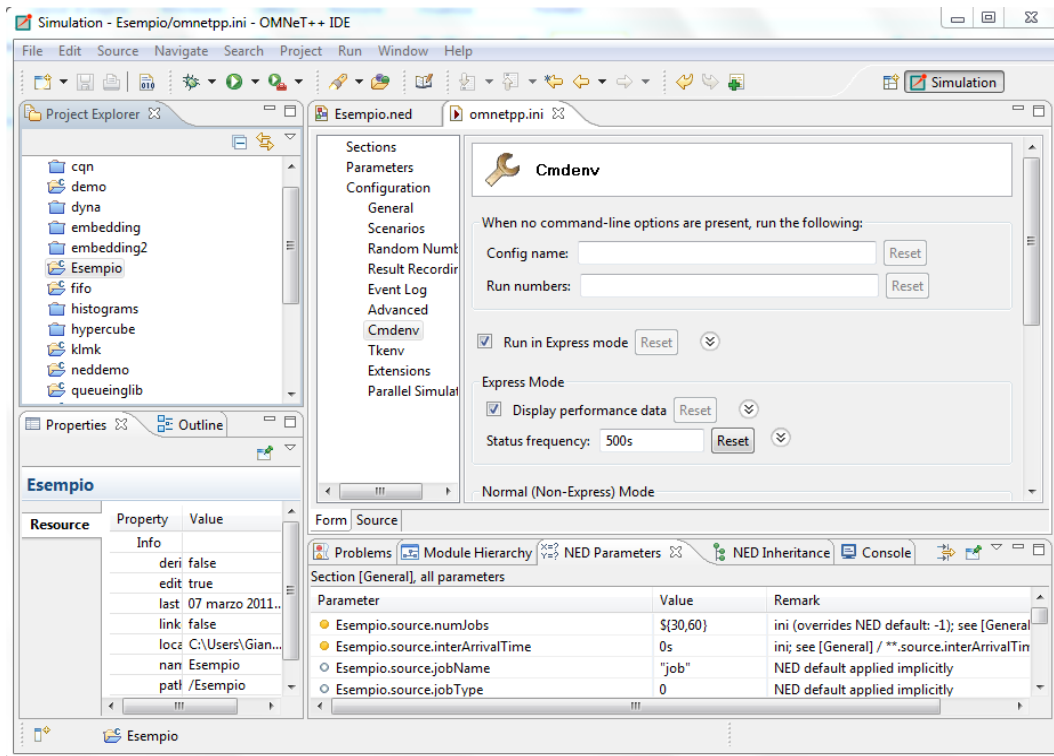 Simulation - Esempio/omnetpp.ini - OMNeT++ IDE
File Edit Source Navigate Search Project Run Window Help
Simulation
Project Explorer
cqn
demo
dyna
embedding
embedding2
Esempio
fifo
histograms
hypercube
klmk
neddemo
queueinglib
Properties Outline
Esempio
Resource
Property Value
Info
deri false
edit true
last 07 marzo 2011...
link false
loca C:\Users\Gian...
nam Esempio
path /Esempio
Esempio.ned omnetpp.ini
Sections
Parameters
Configuration
General
Scenarios
Random Numb
Result Recordin
Event Log
Advanced
Cmdenv
Tkenv
Extensions
Parallel Simulat
Cmdenv
When no command-line options are present, run the following:
Config name: Reset
Run numbers: Reset
Run in Express mode Reset
Express Mode
Display performance data Reset
Status frequency: 500s Reset
Normal (Non-Express) Mode
Form Source
Problems Module Hierarchy NED Parameters NED Inheritance Console
Section [General], all parameters
Parameter Value Remark
Esempio.source.numJobs ${30,60} ini (overrides NED default: -1); see [General
Esempio.source.interArrivalTime 0s ini; see [General] / **.source.interArrivalTim
Esempio.source.jobName "job" NED default applied implicitly
Esempio.source.jobType 0 NED default applied implicitly
Esempio